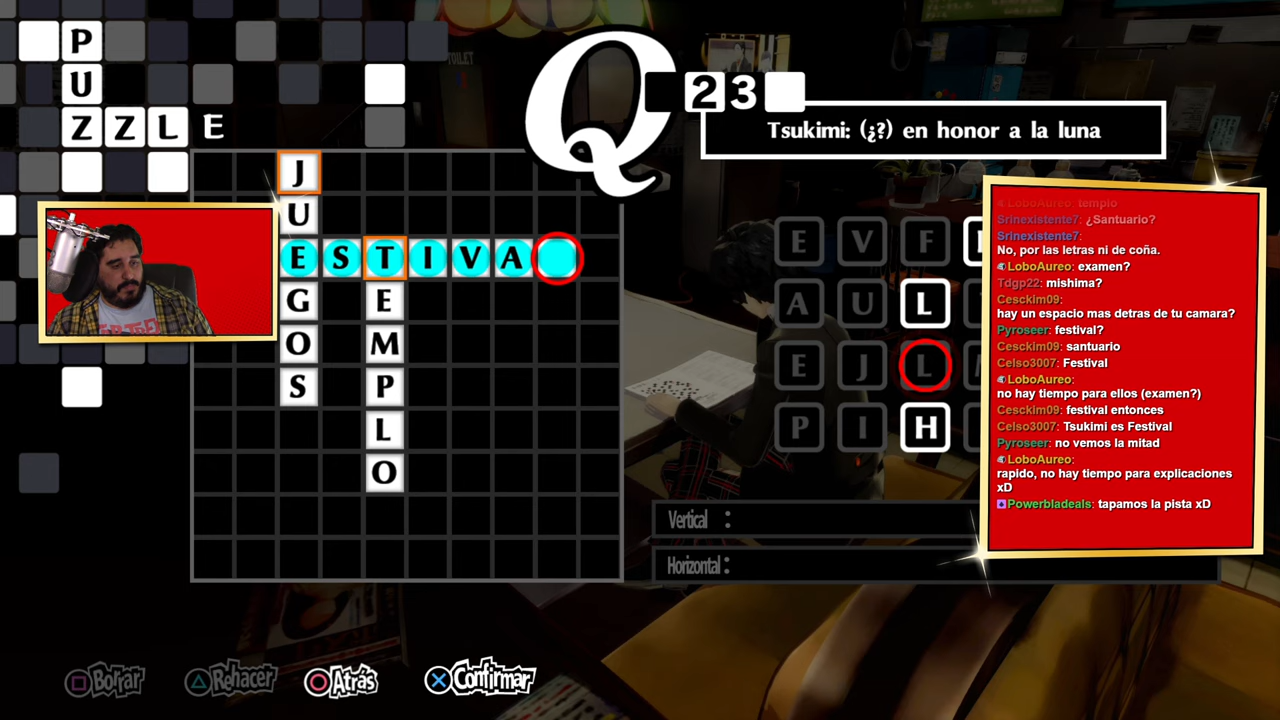 P
U
Z Z L E
TOILET
Q 23
Tsukimi: (¿?) en honor a la luna
J
U
ESTIVA
G E
O M
S P
L
O
E V F
A U L
E J L
P I H
LoboAureo: templo
Srinexistente7: ¿Santuario?
Srinexistente7:
No, por las letras ni de coña.
LoboAureo: examen?
Tdgp22: mishima?
Cesckim09:
hay un espacio mas detras de tu camara?
Pyroseer: festival?
Cesckim09: santuario
Celso3007: Festival
LoboAureo:
no hay tiempo para ellos (examen?)
Cesckim09: festival entonces
Celso3007: Tsukimi es Festival
Pyroseer: no vemos la mitad
LoboAureo:
rapido, no hay tiempo para explicaciones
xD
Powerbladeals: tapamos la pista xD
Vertical :
Horizontal:
Borrar
Rehacer
Atrás
Confirmar